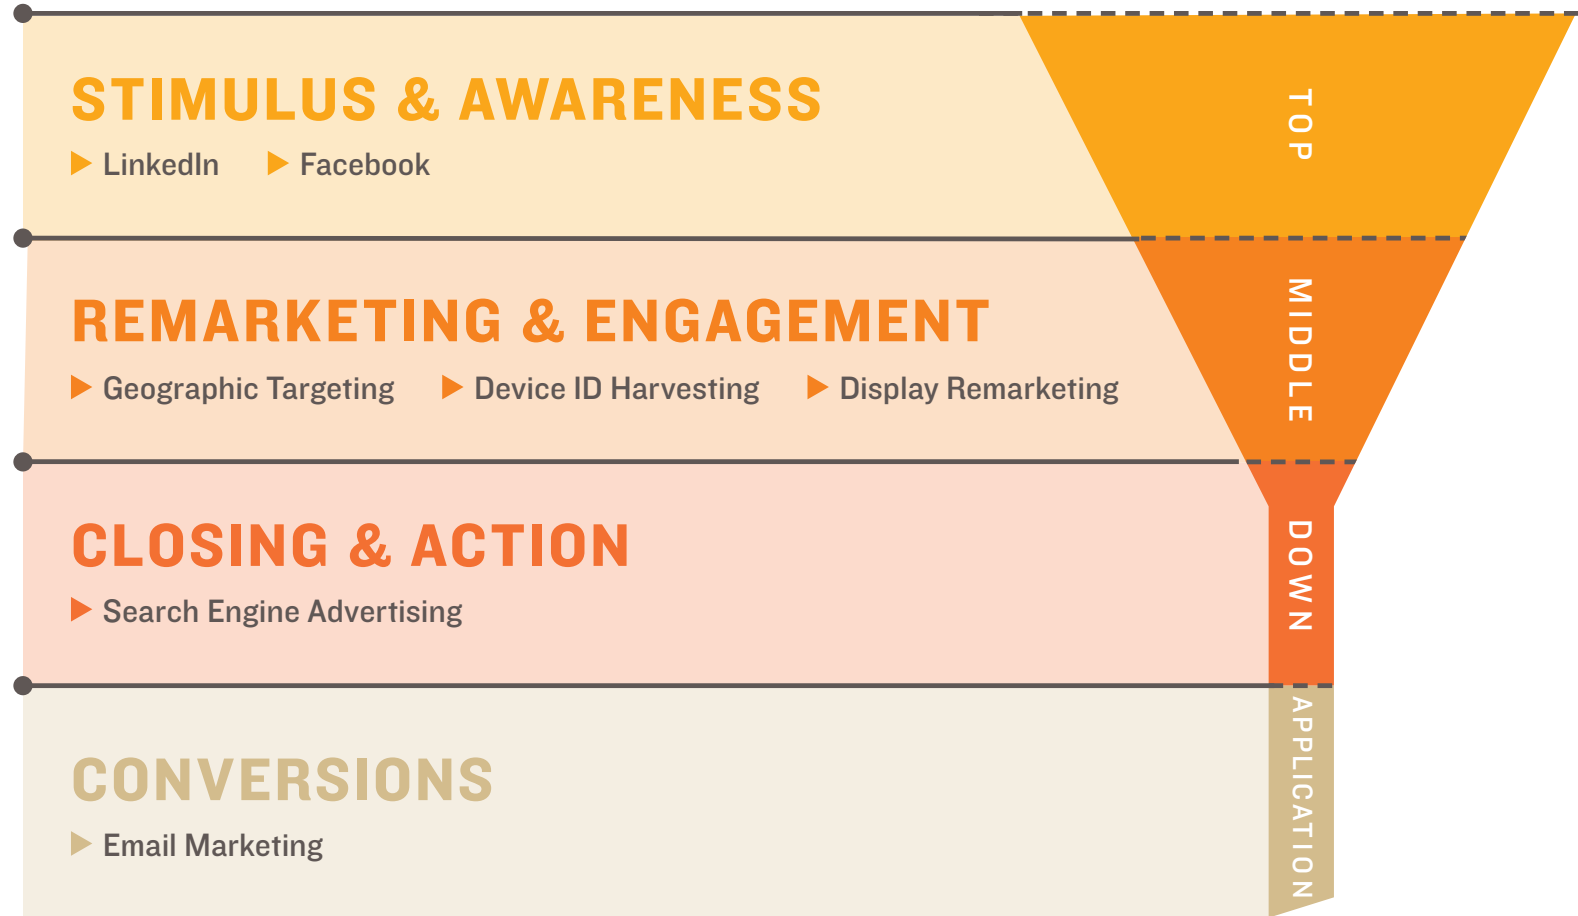 STIMULUS & AWARENESS
LinkedIn Facebook
TOP
REMARKETING & ENGAGEMENT
Geographic Targeting Device ID Harvesting Display Remarketing
MIDDLE
CLOSING & ACTION
Search Engine Advertising
DOWN
CONVERSIONS
Email Marketing
APPLICATION